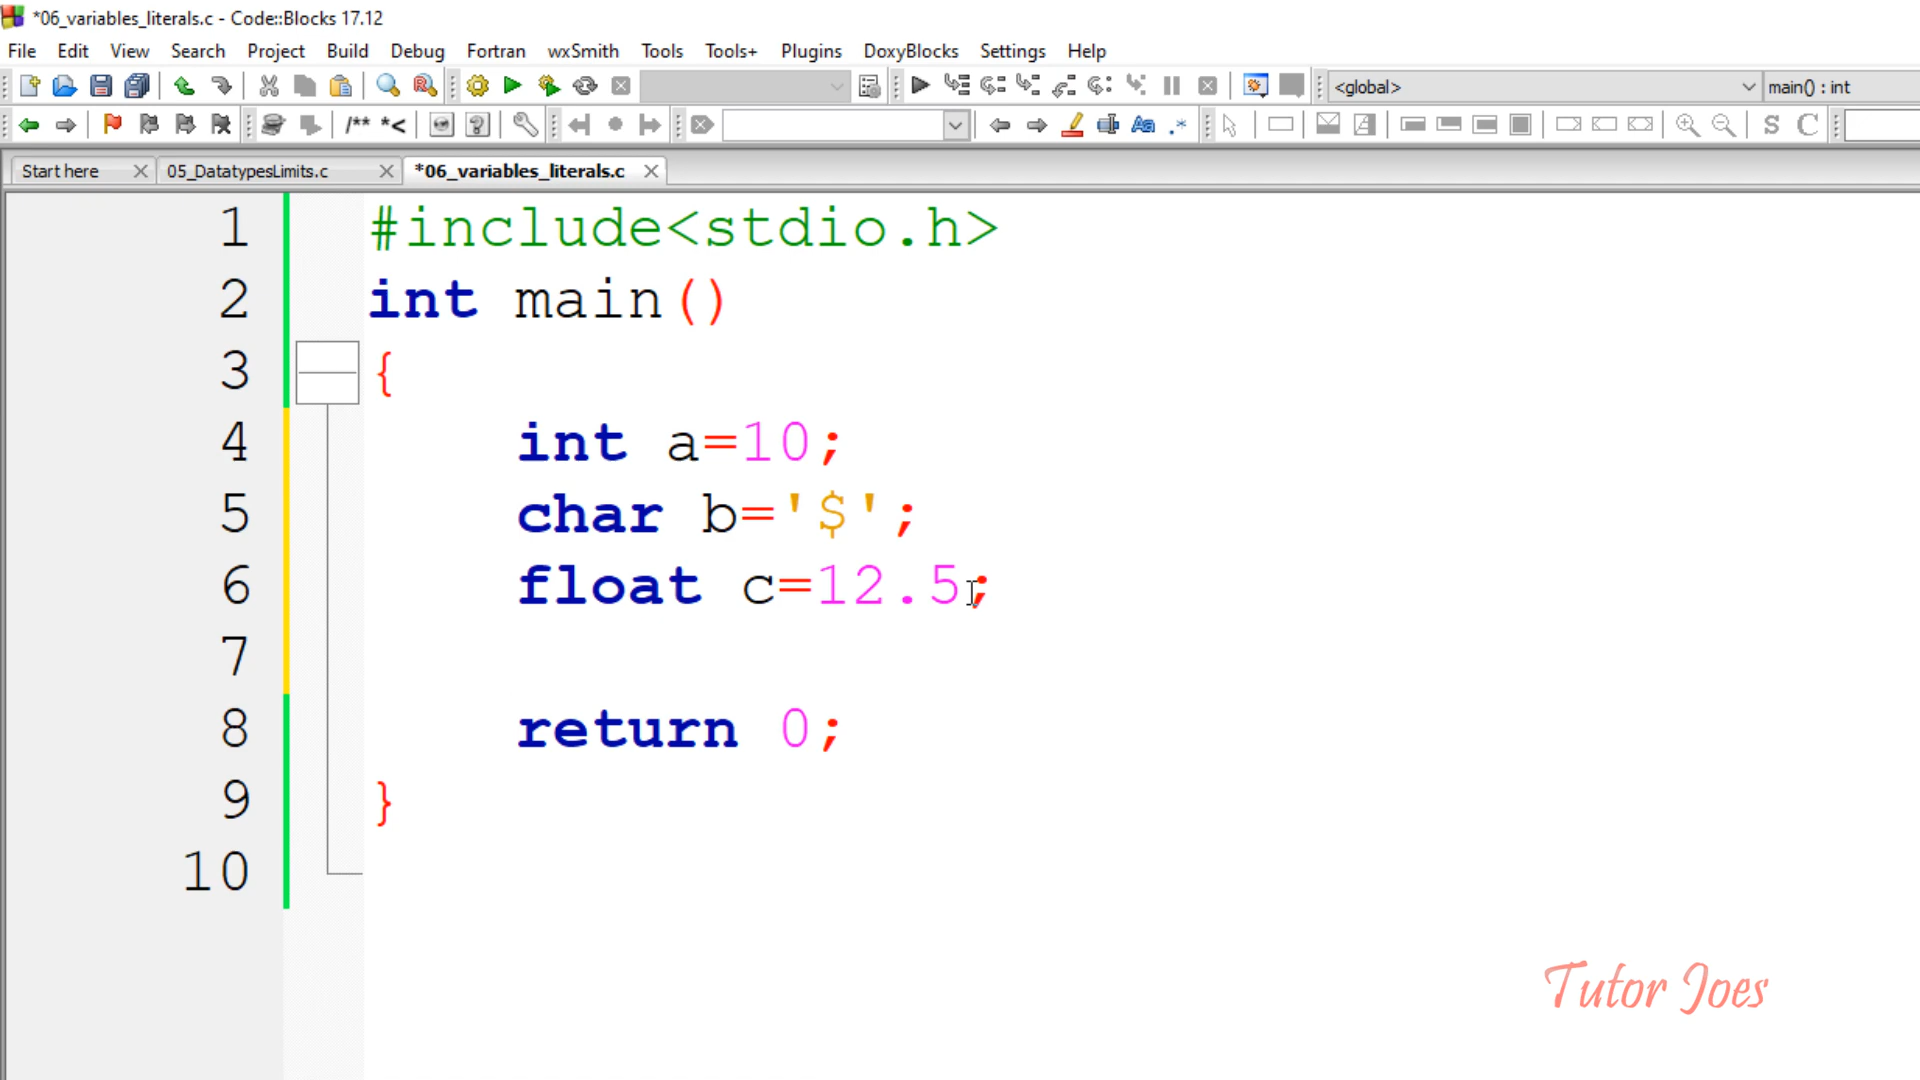 *06_variables_literals.c - Code::Blocks 17.12
File Edit View Search Project Build Debug Fortran wxSmith Tools Tools+ Plugins DoxyBlocks Settings Help
<global> main() : int
/** *< Aa .* S C
Start here 05_DatatypesLimits.c *06_variables_literals.c
1 #include<stdio.h>
2 int main()
3 {
4 int a=10;
5 char b='$';
6 float c=12.5;
7
8 return 0;
9 }
10
Tutor Joes